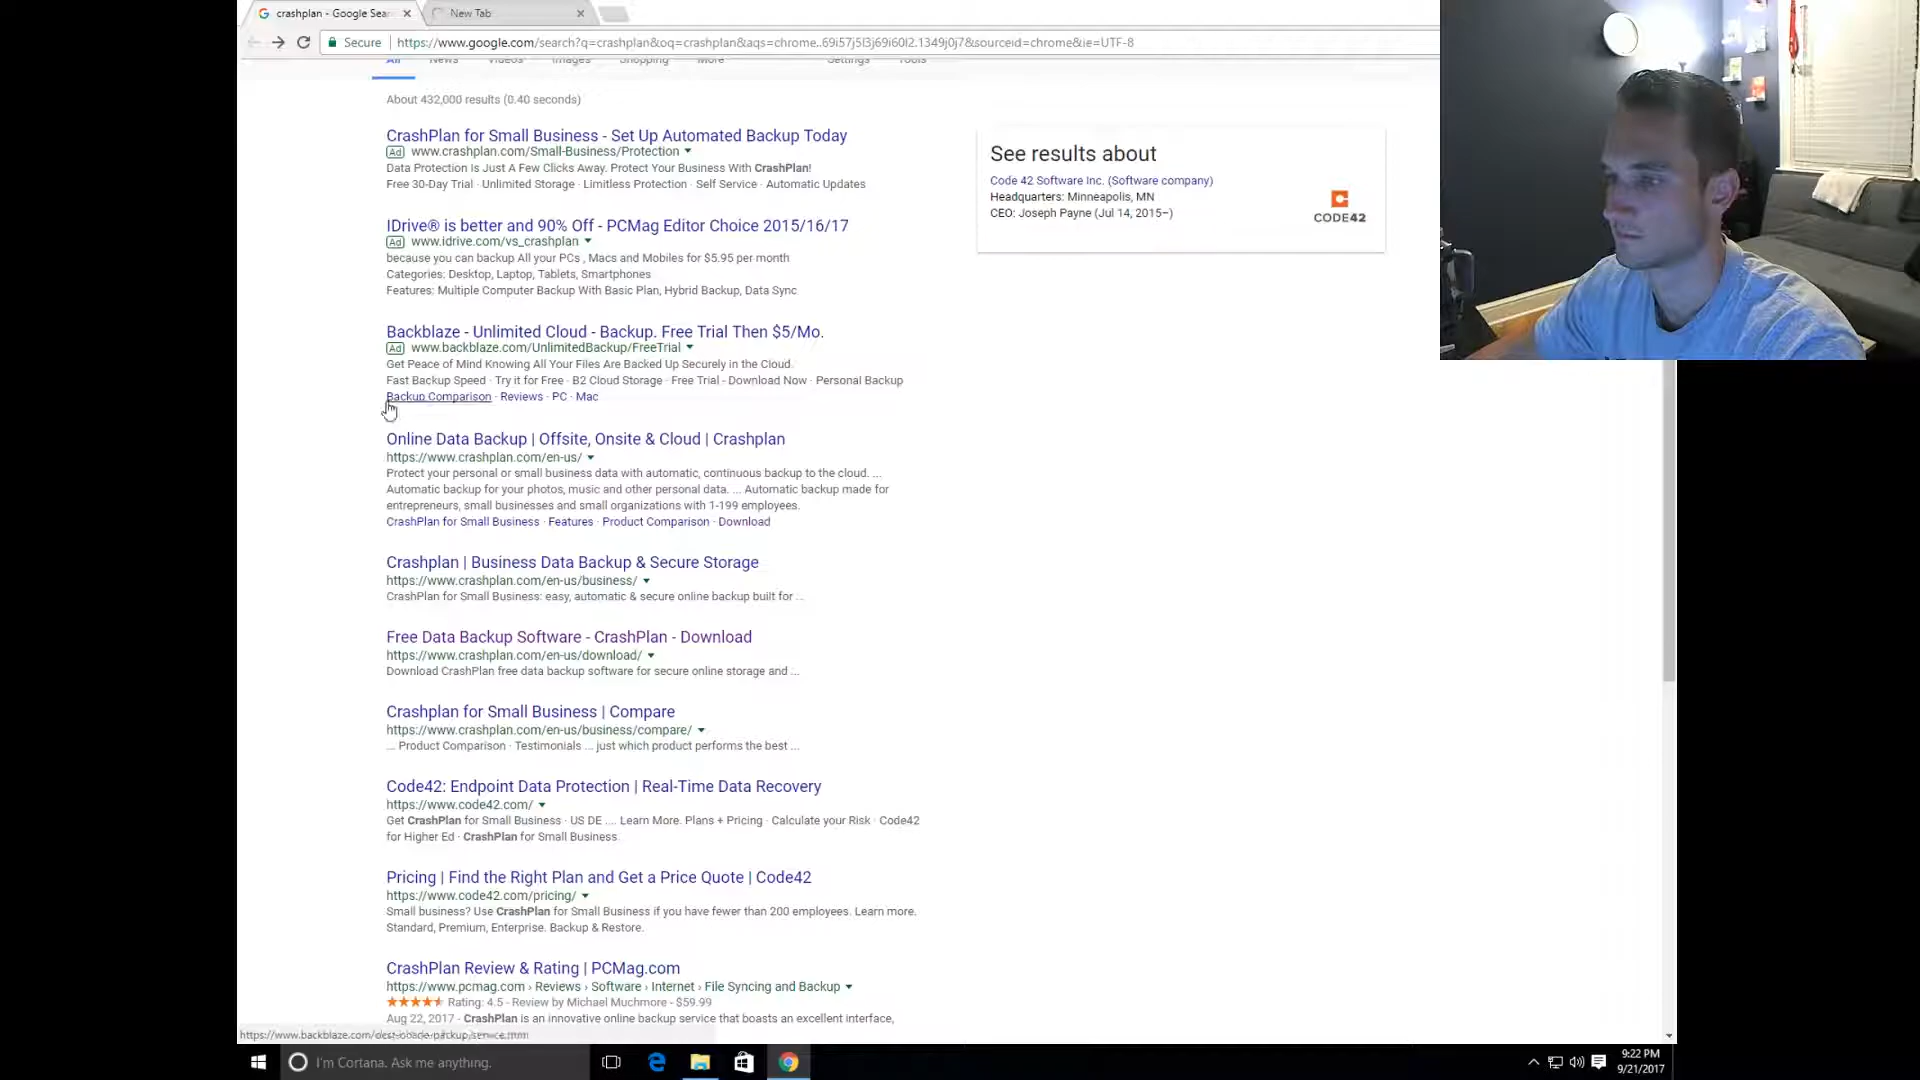 crashplan - Google Sear
New Tab
Secure
https://www.google.com/search?q=crashplan&oq=crashplan&aqs=chrome..69i57j5l3j69i60l2.1349j0j7&sourceid=chrome&ie=UTF-8
All News Videos Images Shopping More Settings Tools
About 432,000 results (0.40 seconds)
CrashPlan for Small Business - Set Up Automated Backup Today
Ad www.crashplan.com/Small-Business/Protection
Data Protection is Just A Few Clicks Away. Protect Your Business With CrashPlan!
Free 30-Day Trial · Unlimited Storage · Limitless Protection · Self Service · Automatic Updates
IDrive® is better and 90% Off - PCMag Editor Choice 2015/16/17
Ad www.idrive.com/vs_crashplan
because you can backup All your PCs , Macs and Mobiles for $5.95 per month
Categories: Desktop, Laptop, Tablets, Smartphones
Features: Multiple Computer Backup With Basic Plan, Hybrid Backup, Data Sync
Backblaze - Unlimited Cloud - Backup. Free Trial Then $5/Mo.
Ad www.backblaze.com/UnlimitedBackup/FreeTrial
Get Peace of Mind Knowing All Your Files Are Backed Up Securely in the Cloud.
Fast Backup Speed · Try it for Free · B2 Cloud Storage · Free Trial - Download Now · Personal Backup
Backup Comparison · Reviews · PC · Mac
Online Data Backup | Offsite, Onsite & Cloud | Crashplan
https://www.crashplan.com/en-us/
Protect your personal or small business data with automatic, continuous backup to the cloud. ...
Automatic backup for your photos, music and other personal data. ... Automatic backup made for
entrepreneurs, small businesses and small organizations with 1-199 employees.
CrashPlan for Small Business · Features · Product Comparison · Download
Crashplan | Business Data Backup & Secure Storage
https://www.crashplan.com/en-us/business/
CrashPlan for Small Business: easy, automatic & secure online backup built for ...
Free Data Backup Software - CrashPlan - Download
https://www.crashplan.com/en-us/download/
Download CrashPlan free data backup software for secure online storage and ...
Crashplan for Small Business | Compare
https://www.crashplan.com/en-us/business/compare/
... Product Comparison · Testimonials ... just which product performs the best ...
Code42: Endpoint Data Protection | Real-Time Data Recovery
https://www.code42.com/
Get CrashPlan for Small Business · US DE .... Learn More. Plans + Pricing · Calculate your Risk · Code42
for Higher Ed · CrashPlan for Small Business.
Pricing | Find the Right Plan and Get a Price Quote | Code42
https://www.code42.com/pricing/
Small business? Use CrashPlan for Small Business if you have fewer than 200 employees. Learn more.
Standard, Premium, Enterprise. Backup & Restore.
CrashPlan Review & Rating | PCMag.com
https://www.pcmag.com › Reviews › Software › Internet › File Syncing and Backup
Rating: 4.5 - Review by Michael Muchmore - $59.99
Aug 22, 2017 - CrashPlan is an innovative online backup service that boasts an excellent interface,
See results about
Code 42 Software Inc. (Software company)
Headquarters: Minneapolis, MN
CEO: Joseph Payne (Jul 14, 2015–)
CODE42
I'm Cortana. Ask me anything.
9:22 PM
9/21/2017